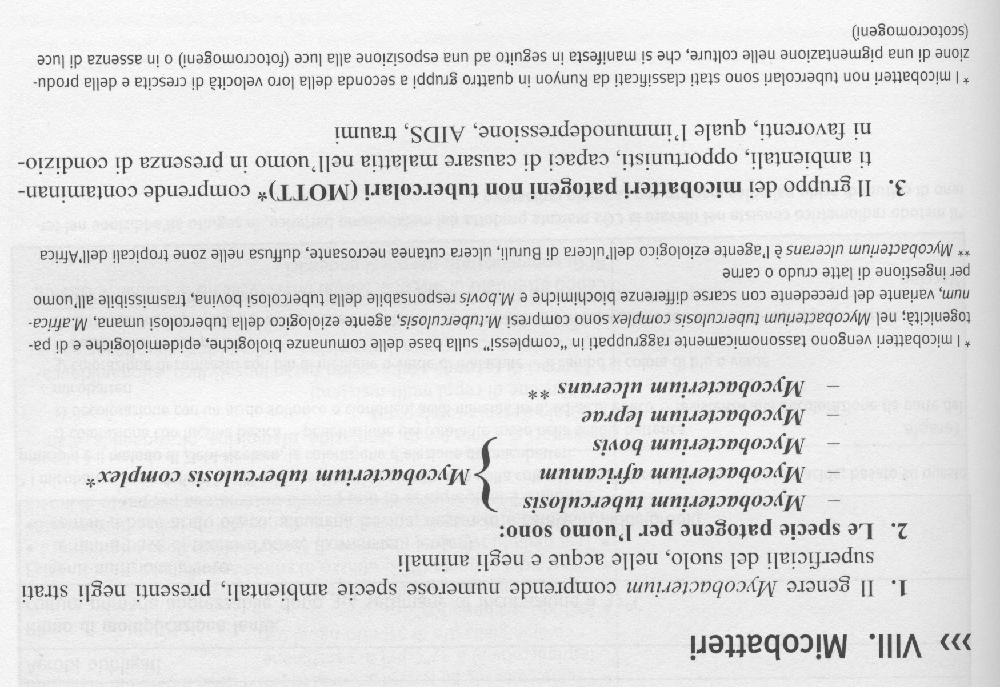 ››› VIII. Micobatteri
1. Il genere Mycobacterium comprende numerose specie ambientali, presenti negli strati
superficiali del suolo, nelle acque e negli animali
2. Le specie patogene per l'uomo sono:
– Mycobacterium tuberculosis
– Mycobacterium africanum } Mycobacterium tuberculosis complex*
– Mycobacterium bovis
– Mycobacterium leprae
– Mycobacterium ulcerans **
* I micobatteri vengono tassonomicamente raggruppati in “complessi” sulla base delle comunanze biologiche, epidemiologiche e di pa-
togenicità; nel Mycobacterium tuberculosis complex sono compresi M.tuberculosis, agente eziologico della tubercolosi umana, M.africa-
num, variante del precedente con scarse differenze biochimiche e M.bovis responsabile della tubercolosi bovina, trasmissibile all'uomo
per ingestione di latte crudo o carne
** Mycobacterium ulcerans è l'agente eziologico dell'ulcera di Buruli, ulcera cutanea necrosante, duffusa nelle zone tropicali dell'Africa
3. Il gruppo dei micobatteri patogeni non tubercolari (MOTT)* comprende contaminan-
ti ambientali, opportunisti, capaci di causare malattia nell'uomo in presenza di condizio-
ni favorenti, quale l'immunodepressione, AIDS, traumi
* I micobatteri non tubercolari sono stati classificati da Runyon in quattro gruppi a seconda della loro velocità di crescita e della produ-
zione di una pigmentazione nelle colture, che si manifesta in seguito ad una esposizione alla luce (fotocromogeni) o in assenza di luce
(scotocromogeni)